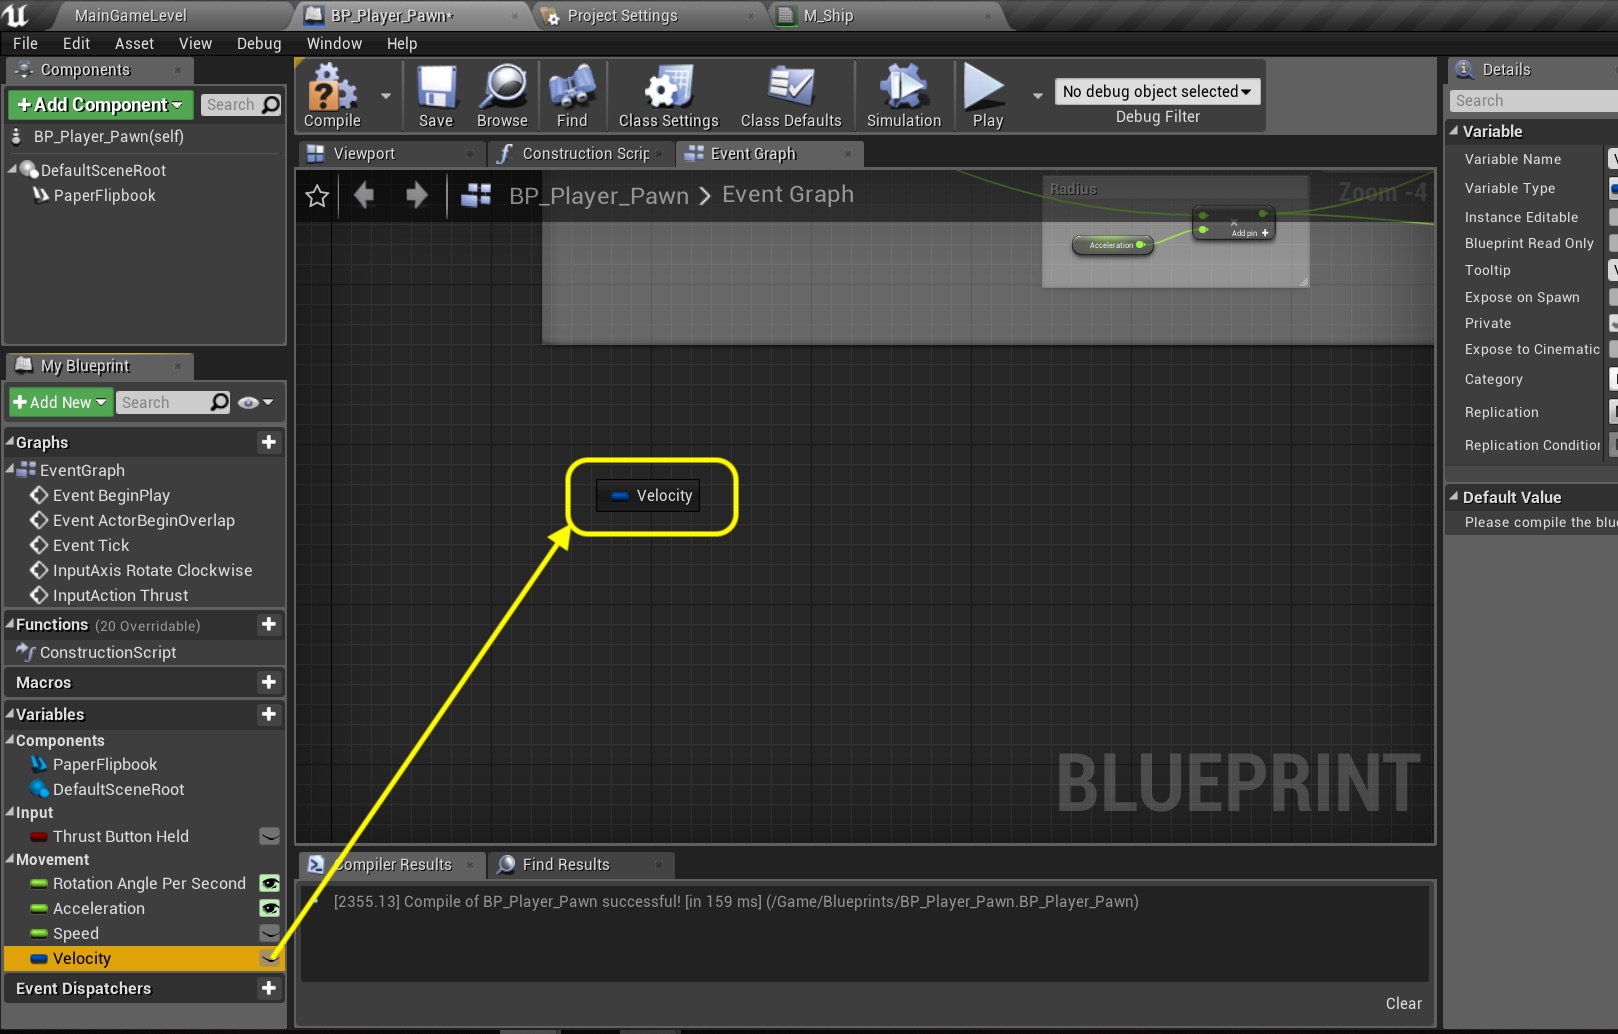 MainGameLevel
BP_Player_Pawn*
Project Settings
M_Ship
File Edit Asset View Debug Window Help
Components
+Add Component
Search
BP_Player_Pawn(self)
DefaultSceneRoot
PaperFlipbook
Compile
Save
Browse
Find
Class Settings
Class Defaults
Simulation
Play
No debug object selected
Debug Filter
Viewport
Construction Scrip
Event Graph
BP_Player_Pawn > Event Graph
Zoom -4
Radius
Acceleration
Add pin +
Velocity
BLUEPRINT
My Blueprint
+Add New
Search
Graphs
EventGraph
Event BeginPlay
Event ActorBeginOverlap
Event Tick
InputAxis Rotate Clockwise
InputAction Thrust
Functions (20 Overridable)
ConstructionScript
Macros
Variables
Components
PaperFlipbook
DefaultSceneRoot
Input
Thrust Button Held
Movement
Rotation Angle Per Second
Acceleration
Speed
Velocity
Event Dispatchers
Compiler Results
Find Results
[2355.13] Compile of BP_Player_Pawn successful! [in 159 ms] (/Game/Blueprints/BP_Player_Pawn.BP_Player_Pawn)
Clear
Details
Search
Variable
Variable Name
Variable Type
Instance Editable
Blueprint Read Only
Tooltip
Expose on Spawn
Private
Expose to Cinematic
Category
Replication
Replication Condition
Default Value
Please compile the blue